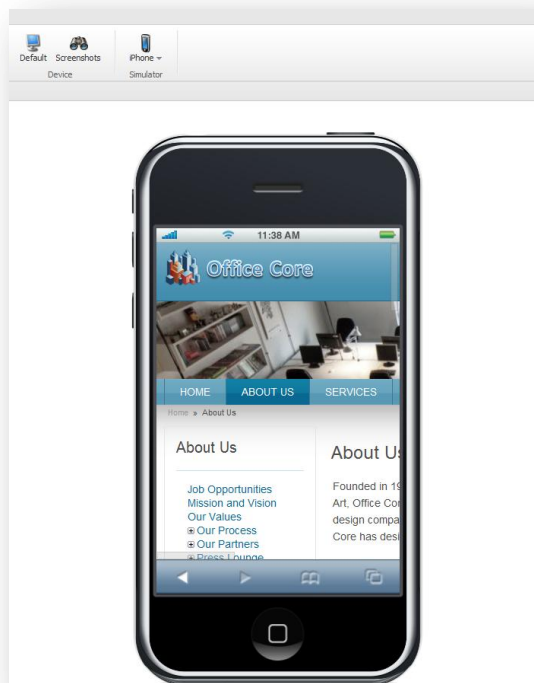 Default Screenshots iPhone
Device Simulator
11:38 AM
Office Core
HOME ABOUT US SERVICES
Home » About Us
About Us
Job Opportunities
Mission and Vision
Our Values
Our Process
Our Partners
Press Lounge
About Us
Founded in 19
Art, Office Cor
design compa
Core has desi